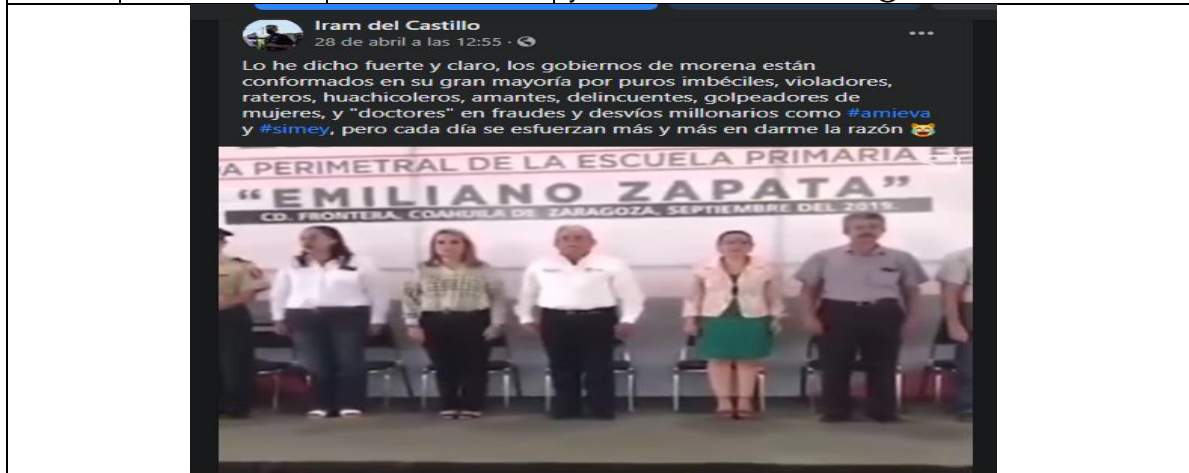 Iram del Castillo
28 de abril a las 12:55 ·
Lo he dicho fuerte y claro, los gobiernos de morena están
conformados en su gran mayoría por puros imbéciles, violadores,
rateros, huachicoleros, amantes, delincuentes, golpeadores de
mujeres, y "doctores" en fraudes y desvíos millonarios como #amieva
y #simey, pero cada día se esfuerzan más y más en darme la razón 😹
A PERIMETRAL DE LA ESCUELA PRIMARIA
"EMILIANO ZAPATA"
CD. FRONTERA, COAHUILA DE ZARAGOZA, SEPTIEMBRE DEL 2019.